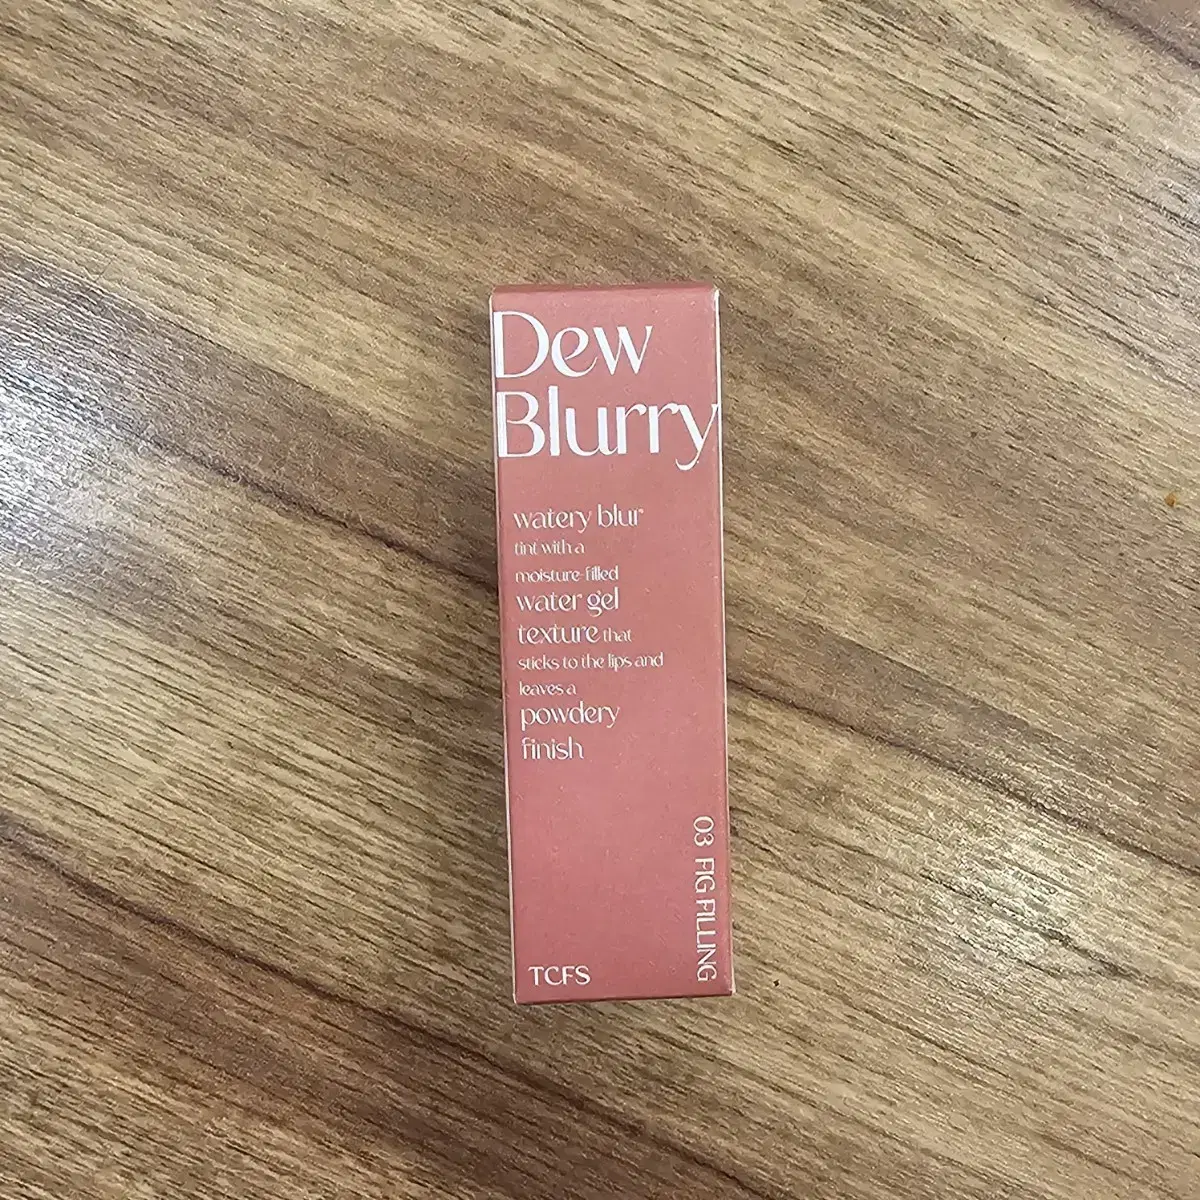 Dew
Blurry
watery blur
tint with a
moisture-filled
water gel
texture that
sticks to the lips and
leaves a
powdery
finish
03 FIG FILLING
TCFS